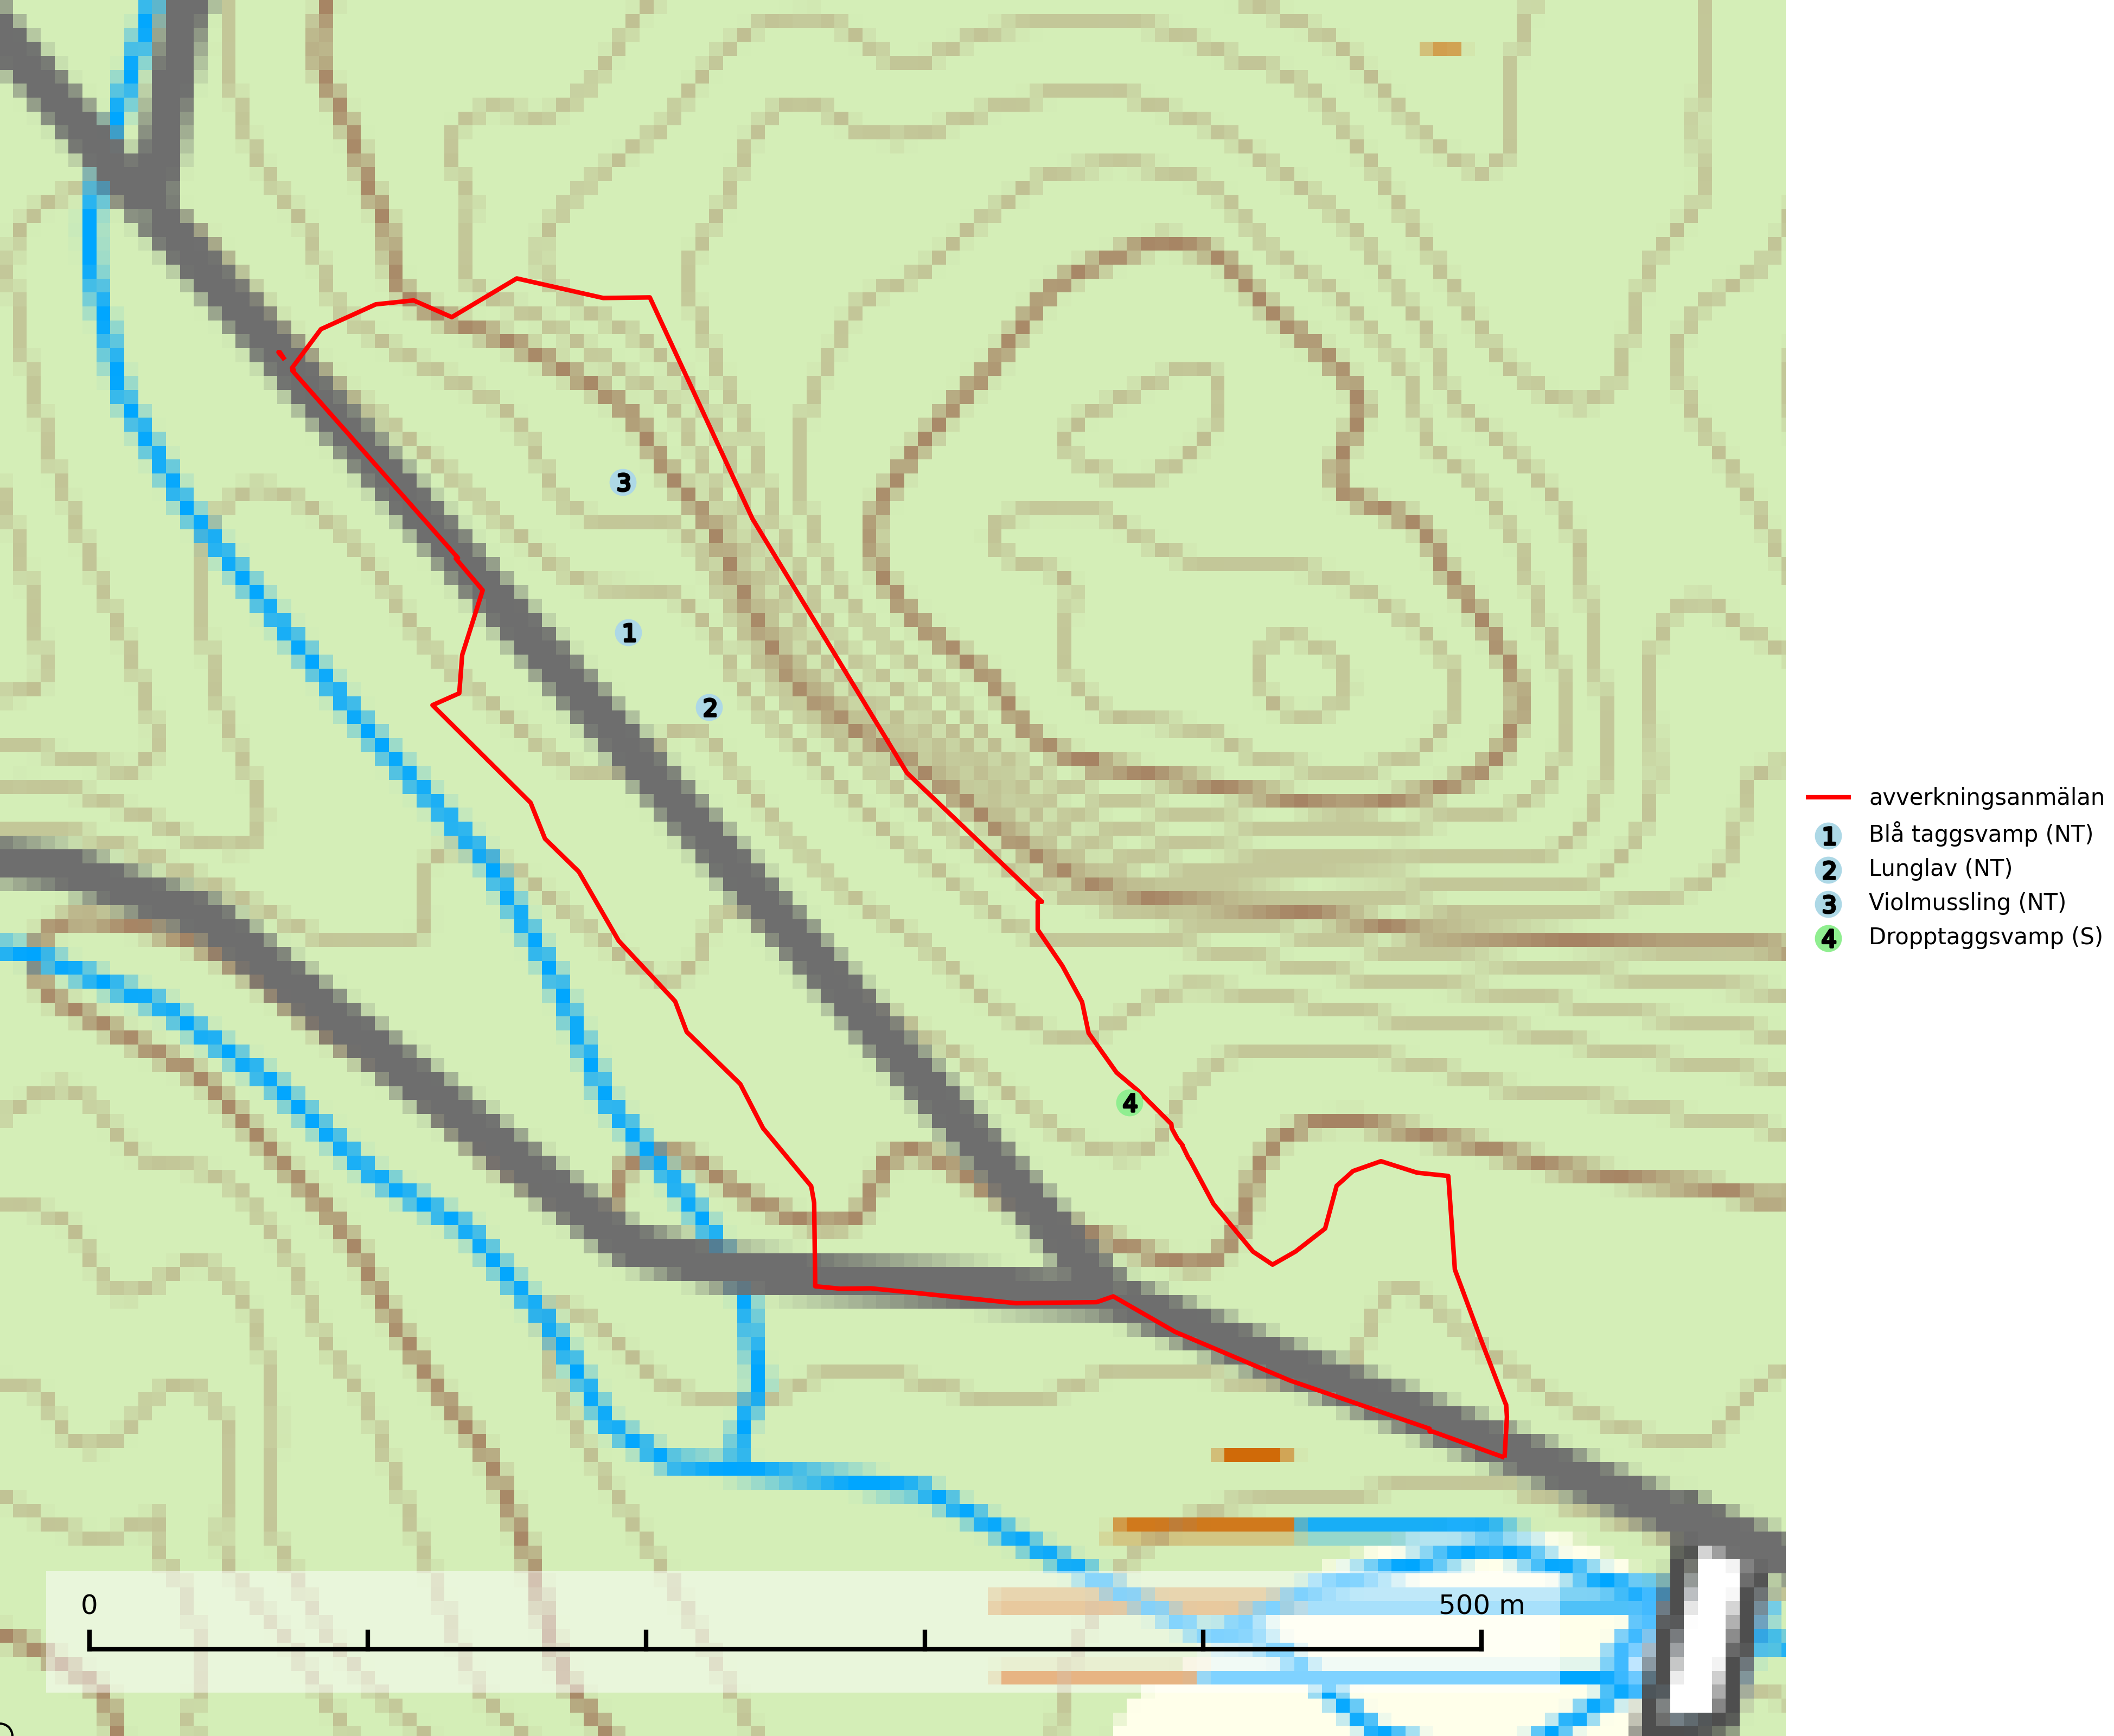 3
1
2
4
avverkningsanmälan
1 Blå taggsvamp (NT)
2 Lunglav (NT)
3 Violmussling (NT)
4 Dropptaggsvamp (S)
0 500 m